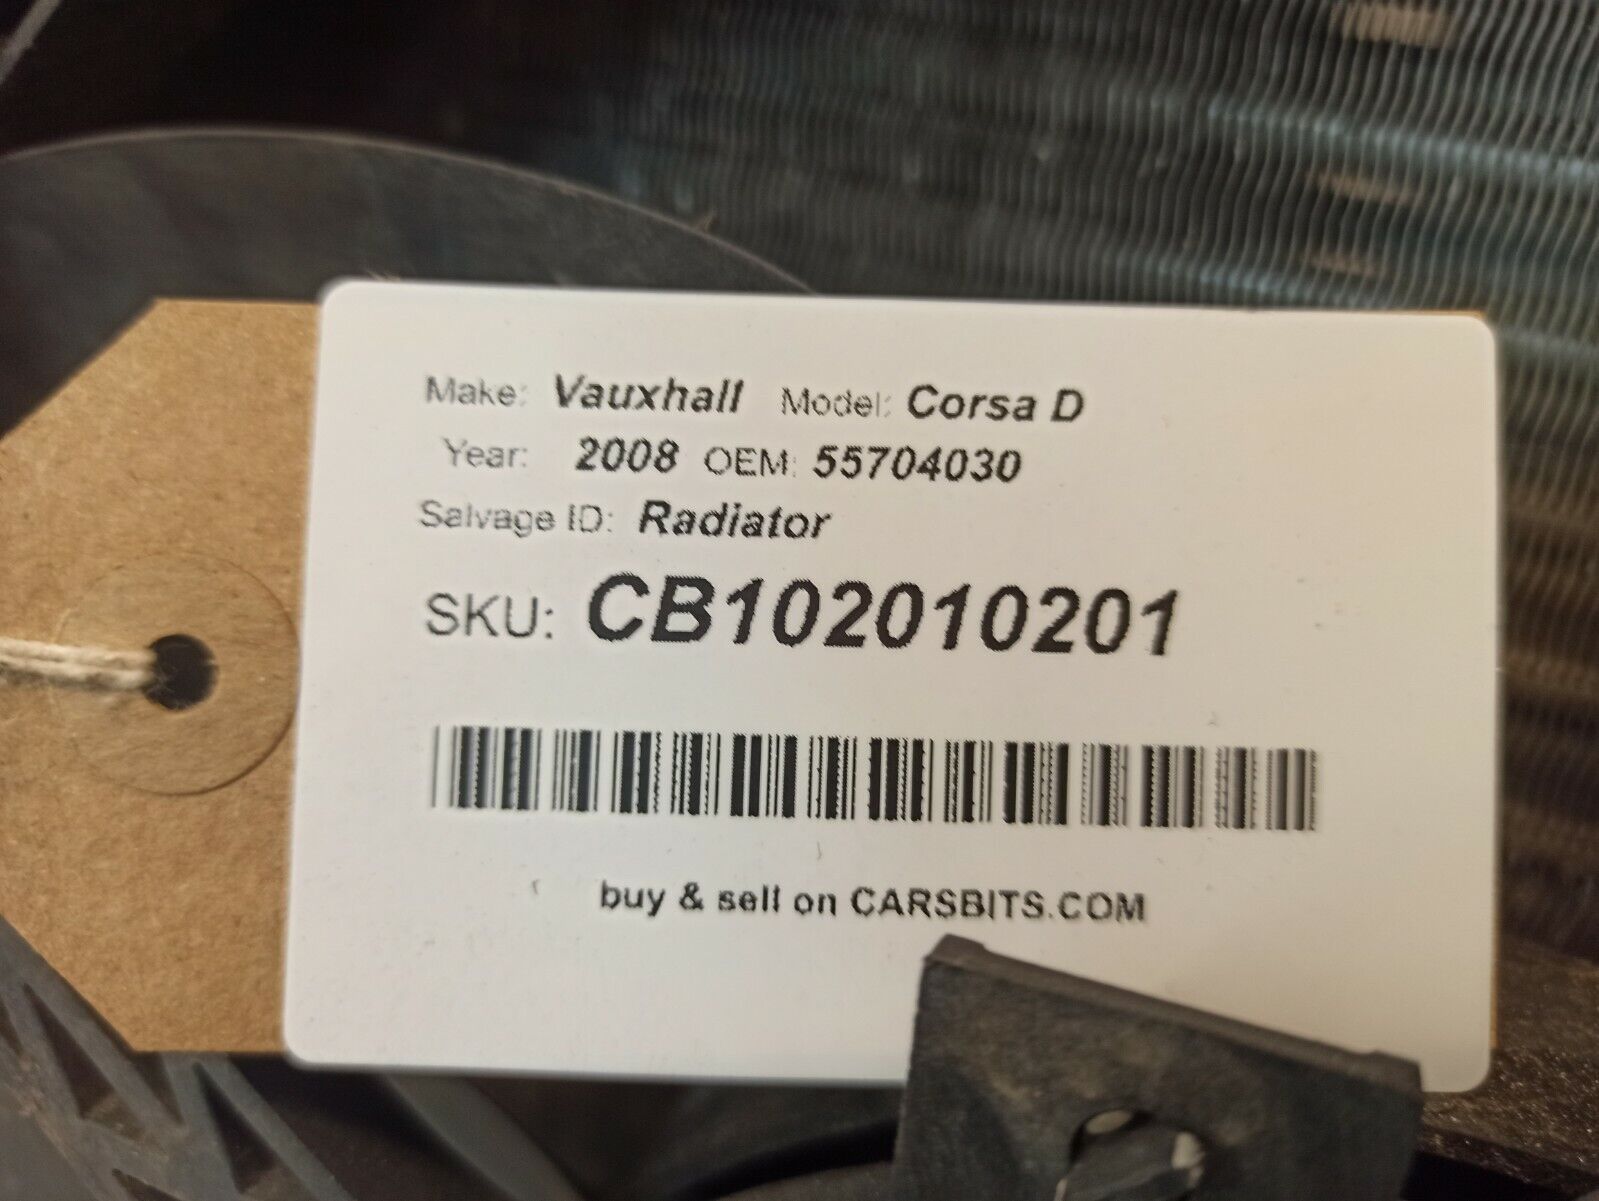 Make: Vauxhall Model: Corsa D
Year: 2008 OEM: 55704030
Salvage ID: Radiator
SKU: CB102010201
buy & sell on CARSBITS.COM